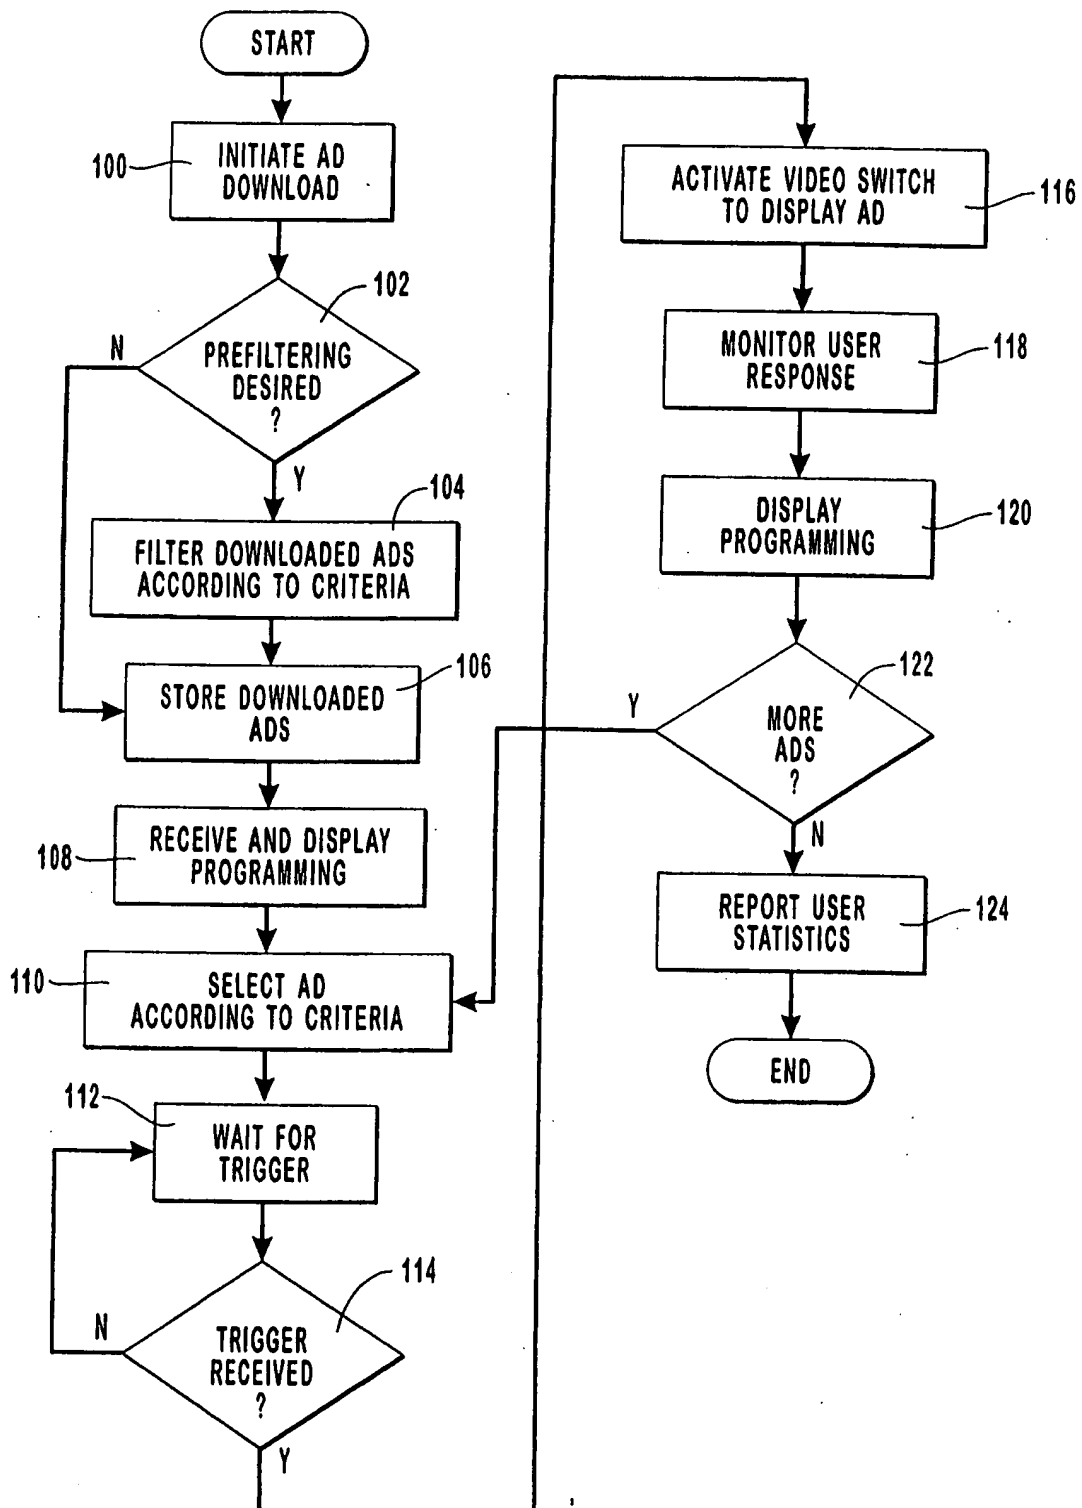 START
100
INITIATE AD
DOWNLOAD
102
N
PREFILTERING
DESIRED
?
Y
104
FILTER DOWNLOADED ADS
ACCORDING TO CRITERIA
106
STORE DOWNLOADED
ADS
108
RECEIVE AND DISPLAY
PROGRAMMING
110
SELECT AD
ACCORDING TO CRITERIA
112
WAIT FOR
TRIGGER
114
N
TRIGGER
RECEIVED
?
Y
ACTIVATE VIDEO SWITCH
TO DISPLAY AD
116
MONITOR USER
RESPONSE
118
DISPLAY
PROGRAMMING
120
122
Y
MORE
ADS
?
N
REPORT USER
STATISTICS
124
END